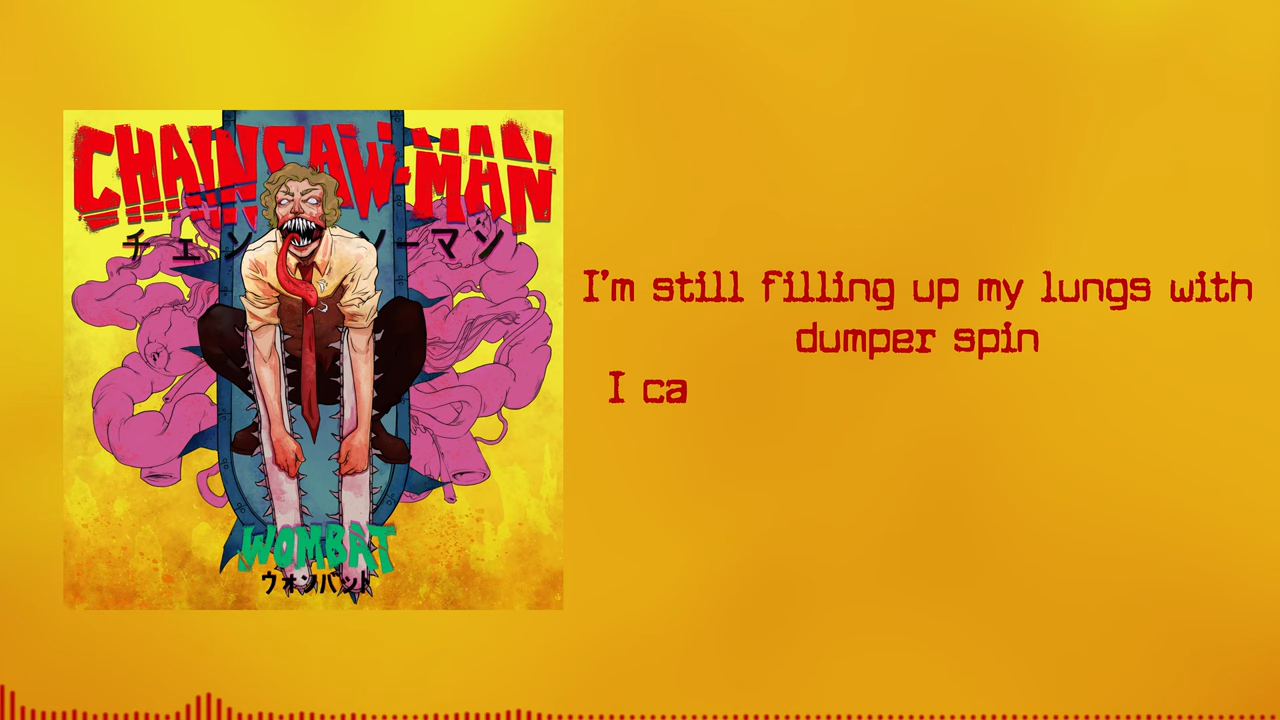 CHAINSAW-MAN
チェンソーマン
WOMBAT
ウォンバット
I'm still filling up my lungs with
dumper spin
I ca